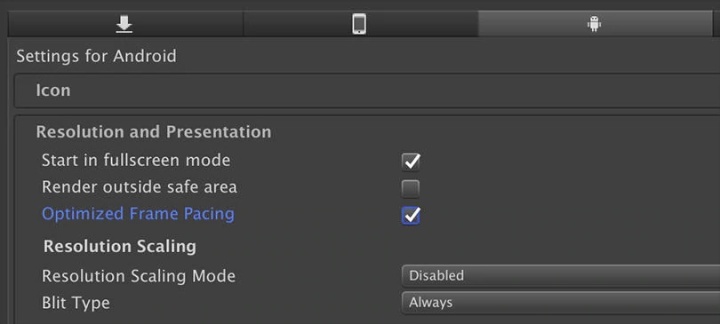 Settings for Android
Icon
Resolution and Presentation
Start in fullscreen mode
Render outside safe area
Optimized Frame Pacing
Resolution Scaling
Resolution Scaling Mode Disabled
Blit Type Always